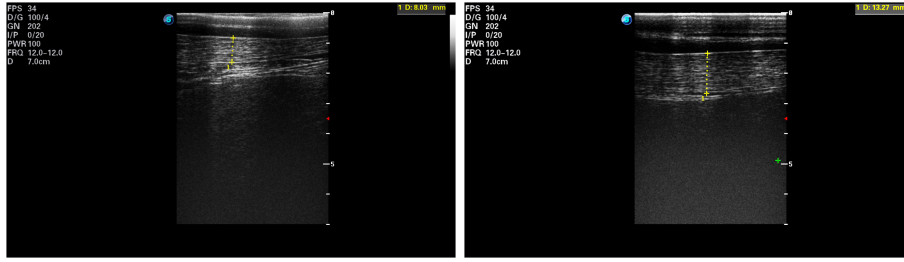 FPS 34
D/G 100/4
GN 202
I/P 0/20
PWR 100
FRQ 12.0-12.0
D 7.0cm
1 D: 8.03 mm
0
5
1
FPS 34
D/G 100/4
GN 202
I/P 0/20
PWR 100
FRQ 12.0-12.0
D 7.0cm
1 D: 13.27 mm
0
5
1